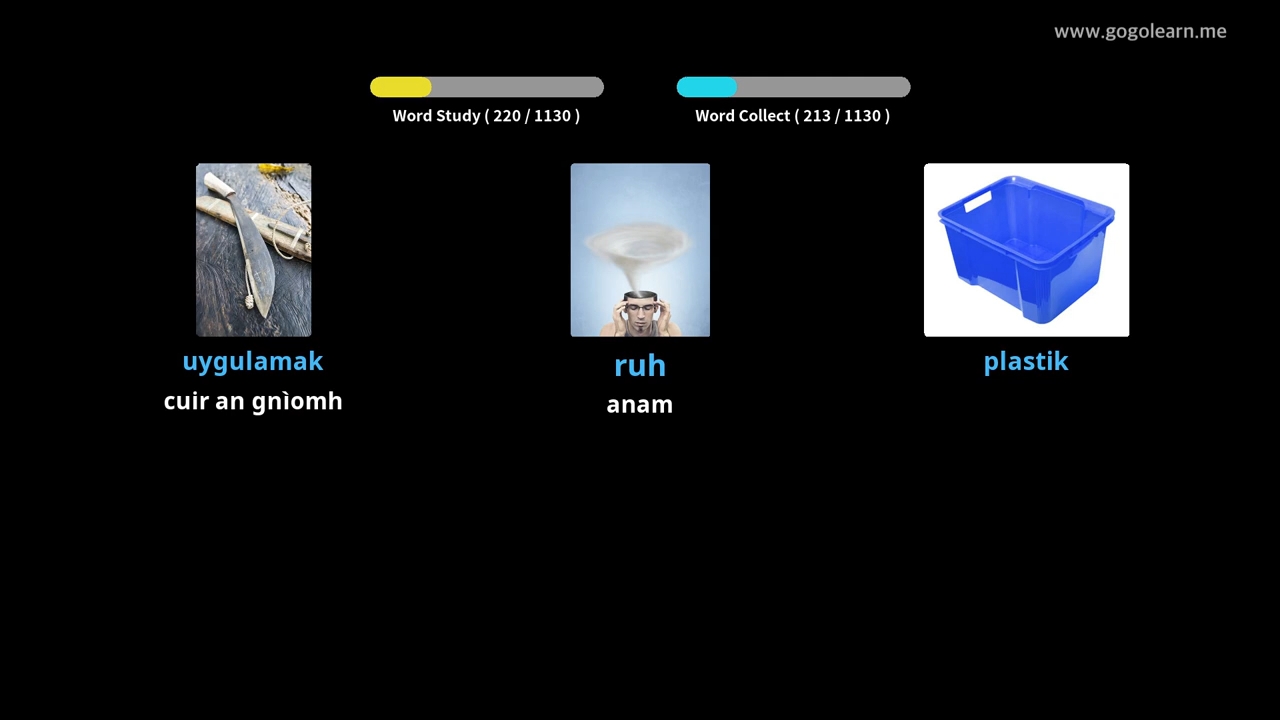 www.gogolearn.me
Word Study ( 220 / 1130 )
Word Collect ( 213 / 1130 )
uygulamak
cuir an gnìomh
ruh
anam
plastik